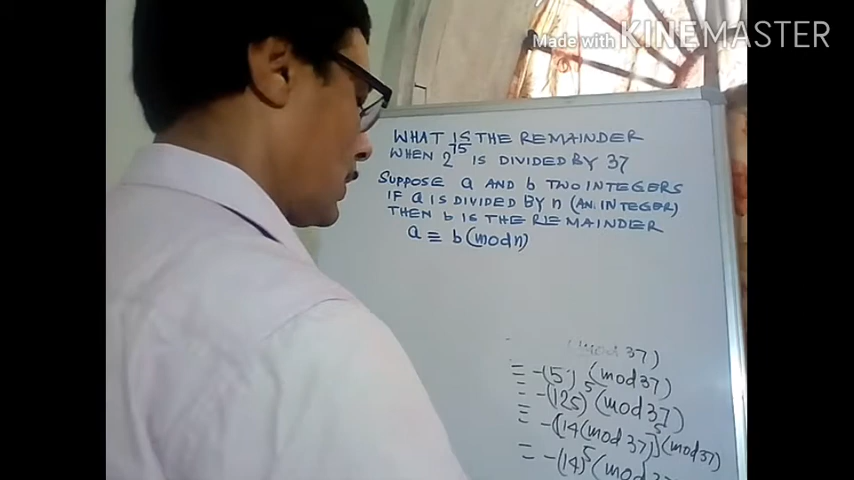 Made with KINEMASTER
WHAT IS THE REMAINDER
WHEN 2^75 IS DIVIDED BY 37
SUPPOSE a AND b TWO INTEGERS
IF a IS DIVIDED BY n (AN INTEGER)
THEN b IS THE REMAINDER
a ≡ b (mod n)
(mod 37)
≡ -(5 ) (mod 37)
≡ -(125)^5 (mod 37)
≡ -(14 (mod 37))^5 (mod 37)
≡ -(14)^5 (mod